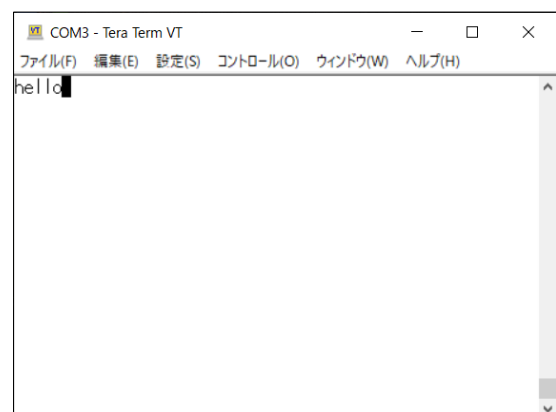 COM3 - Tera Term VT
ファイル(F) 編集(E) 設定(S) コントロール(O) ウィンドウ(W) ヘルプ(H)
hello